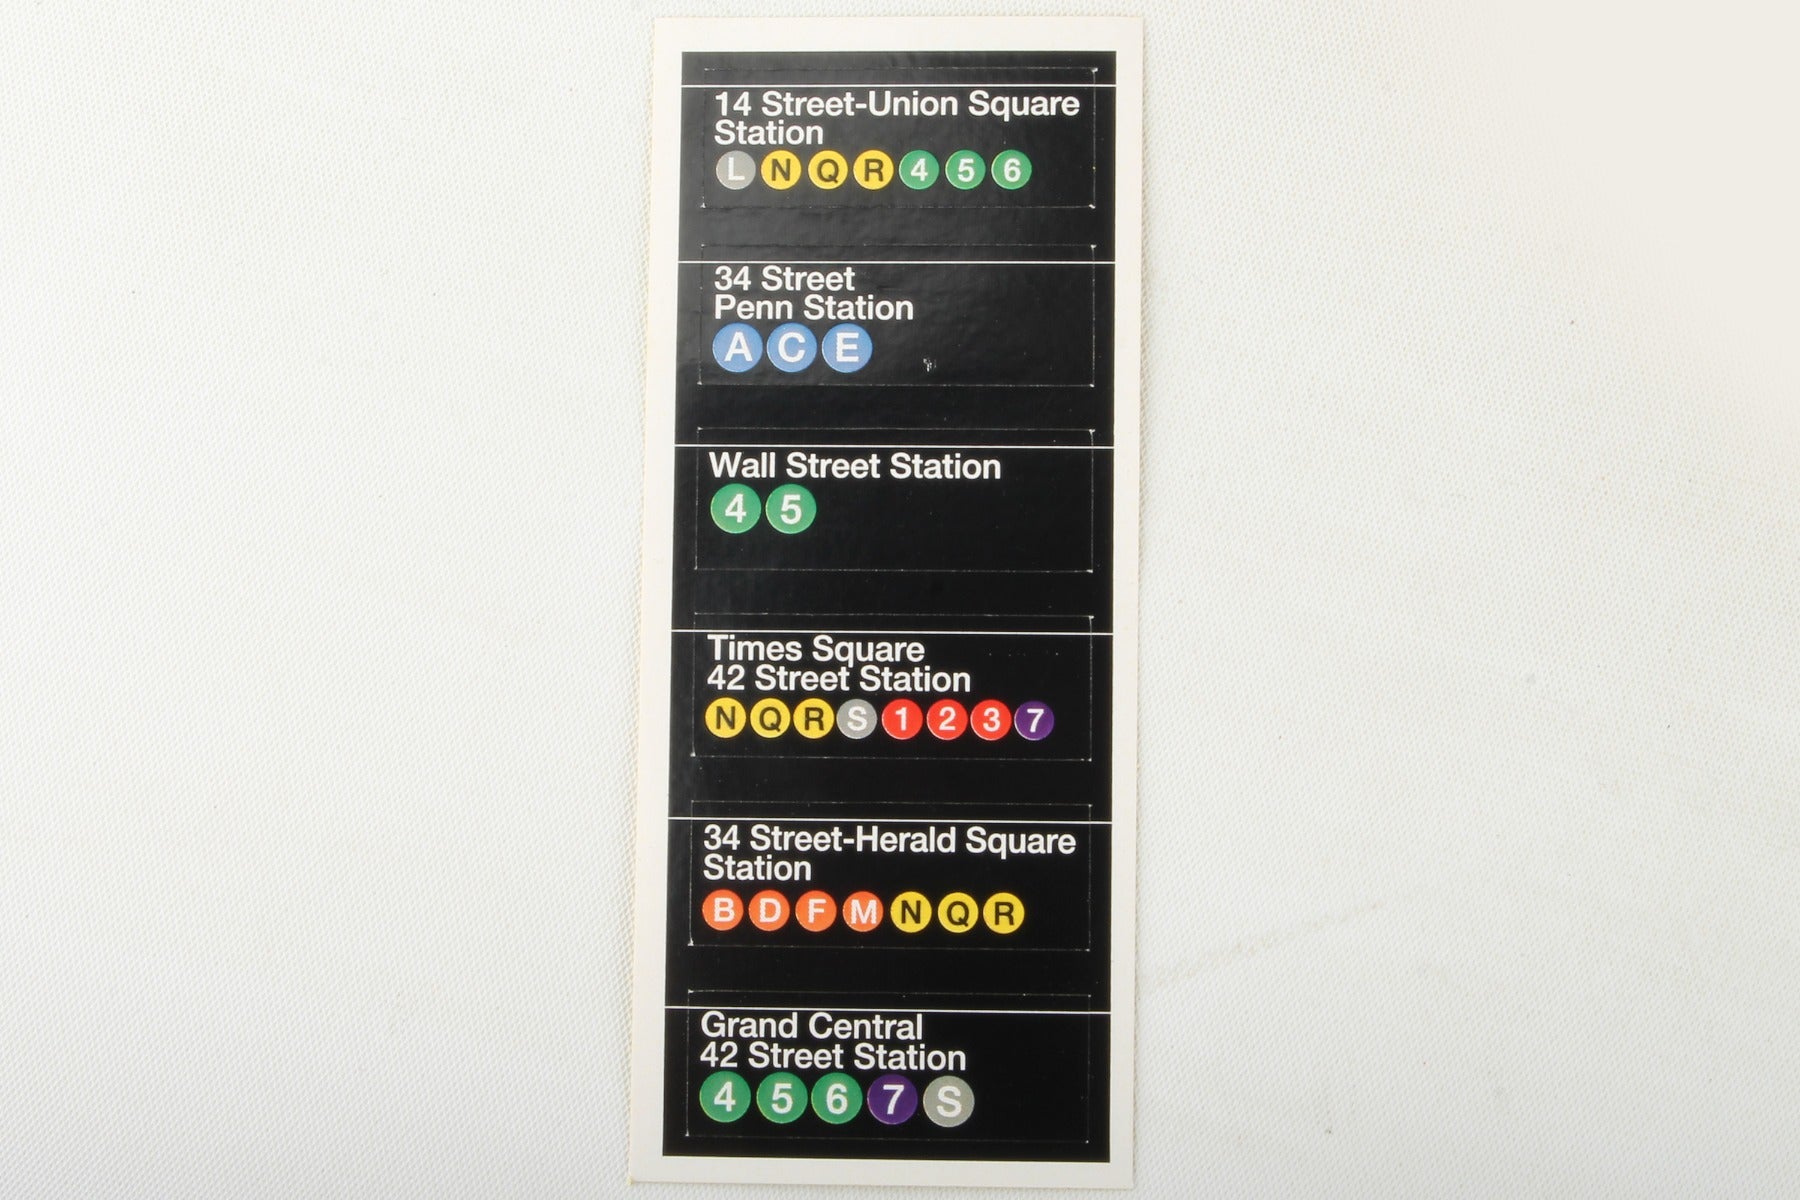 14 Street-Union Square
Station
L N Q R 4 5 6
34 Street
Penn Station
A C E
Wall Street Station
4 5
Times Square
42 Street Station
N Q R S 1 2 3 7
34 Street-Herald Square
Station
B D F M N Q R
Grand Central
42 Street Station
4 5 6 7 S